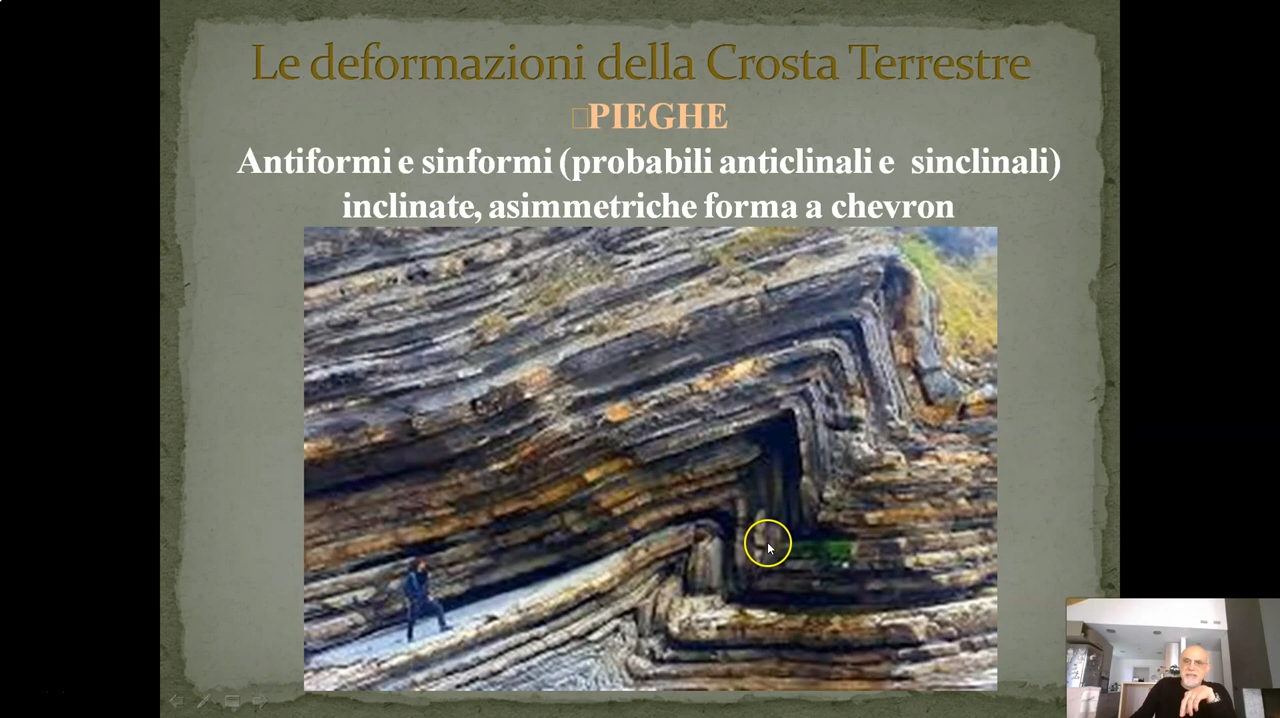 Le deformazioni della Crosta Terrestre
PIEGHE
Antiformi e sinformi (probabili anticlinali e sinclinali)
inclinate, asimmetriche forma a chevron